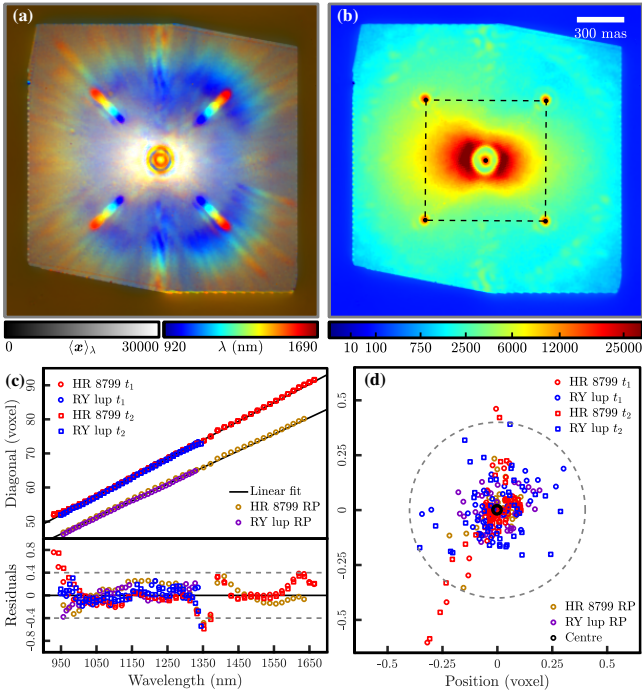 (a)
(b)
300 mas
0 ⟨x⟩λ 30000
920 λ (nm) 1690
10 100 750 2500 6000 12000 25000
(c)
HR 8799 t1
RY lup t1
HR 8799 t2
RY lup t2
Linear fit
HR 8799 RP
RY lup RP
Diagonal (voxel)
90
80
70
60
50
Residuals
0.8
0.4
0
-0.4
-0.8
950 1050 1150 1250 1350 1450 1550 1650
Wavelength (nm)
(d)
HR 8799 t1
RY lup t1
HR 8799 t2
RY lup t2
HR 8799 RP
RY lup RP
Centre
0.5
0.25
0
-0.25
-0.5
-0.5 -0.25 0 0.25 0.5
Position (voxel)